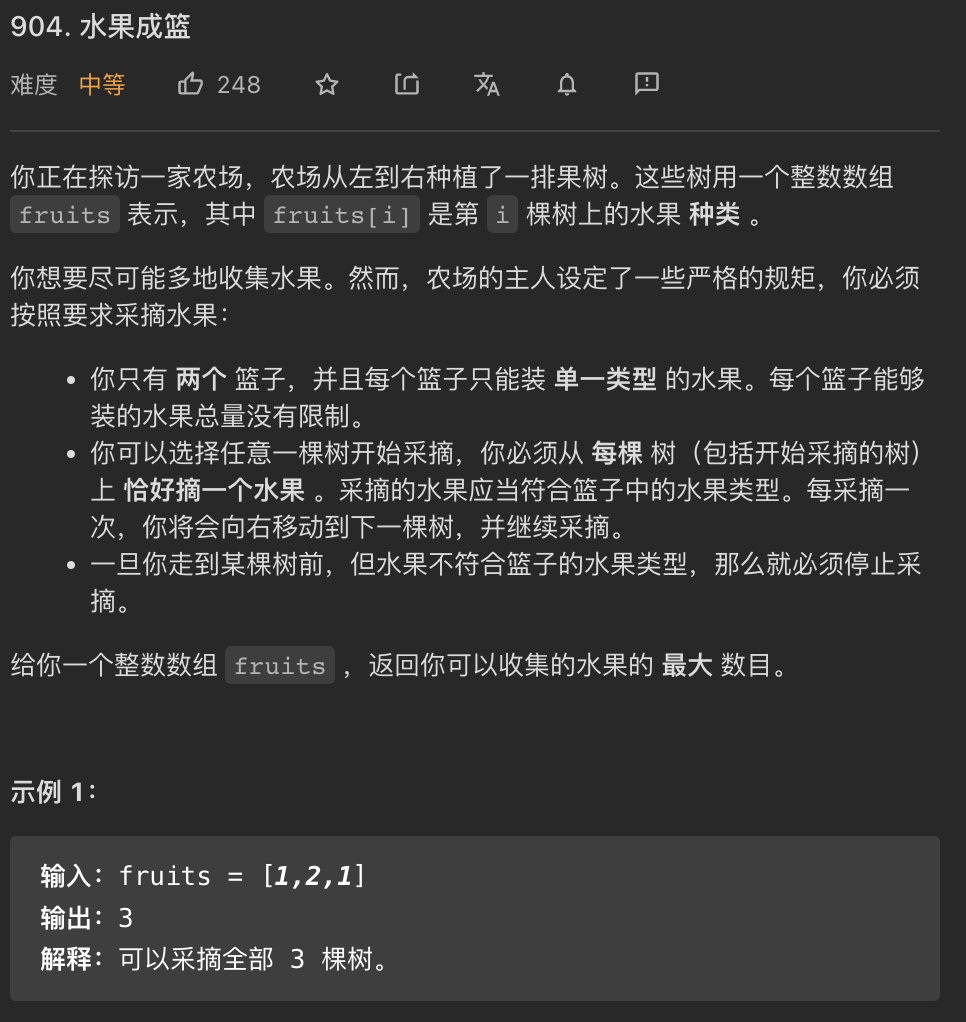 904. 水果成篮
难度 中等 248
你正在探访一家农场，农场从左到右种植了一排果树。这些树用一个整数数组
fruits 表示，其中 fruits[i] 是第 i 棵树上的水果 种类 。
你想要尽可能多地收集水果。然而，农场的主人设定了一些严格的规矩，你必须
按照要求采摘水果：
• 你只有 两个 篮子，并且每个篮子只能装 单一类型 的水果。每个篮子能够
装的水果总量没有限制。
• 你可以选择任意一棵树开始采摘，你必须从 每棵 树（包括开始采摘的树）
上 恰好摘一个水果 。采摘的水果应当符合篮子中的水果类型。每采摘一
次，你将会向右移动到下一棵树，并继续采摘。
• 一旦你走到某棵树前，但水果不符合篮子的水果类型，那么就必须停止采
摘。
给你一个整数数组 fruits ，返回你可以收集的水果的 最大 数目。
示例 1：
输入：fruits = [1,2,1]
输出：3
解释：可以采摘全部 3 棵树。